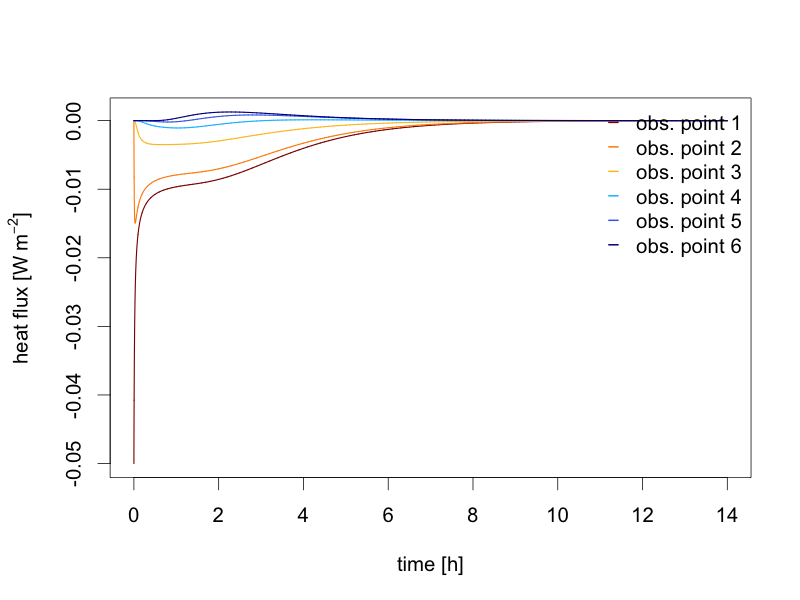 0.00
-0.01
-0.02
-0.03
-0.04
-0.05
heat flux [W m⁻²]
obs. point 1
obs. point 2
obs. point 3
obs. point 4
obs. point 5
obs. point 6
0 2 4 6 8 10 12 14
time [h]